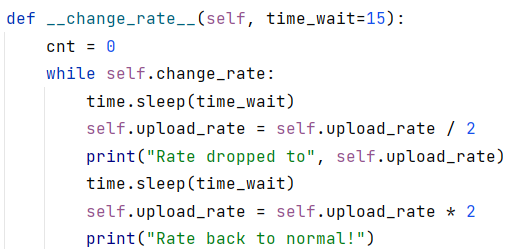 def __change_rate__(self, time_wait=15):
    cnt = 0
    while self.change_rate:
        time.sleep(time_wait)
        self.upload_rate = self.upload_rate / 2
        print("Rate dropped to", self.upload_rate)
        time.sleep(time_wait)
        self.upload_rate = self.upload_rate * 2
        print("Rate back to normal!")